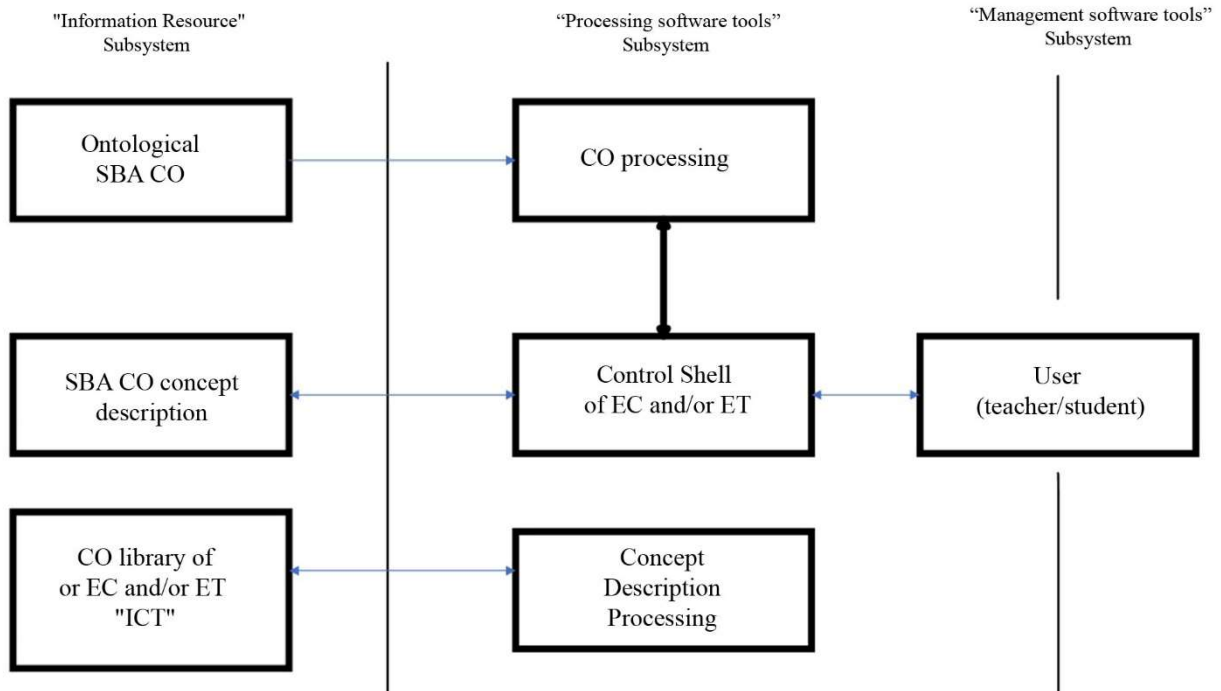 "Information Resource"
Subsystem
“Processing software tools”
Subsystem
“Management software tools”
Subsystem
Ontological
SBA CO
CO processing
SBA CO concept
description
Control Shell
of EC and/or ET
User
(teacher/student)
CO library of
or EC and/or ET
"ICT"
Concept
Description
Processing